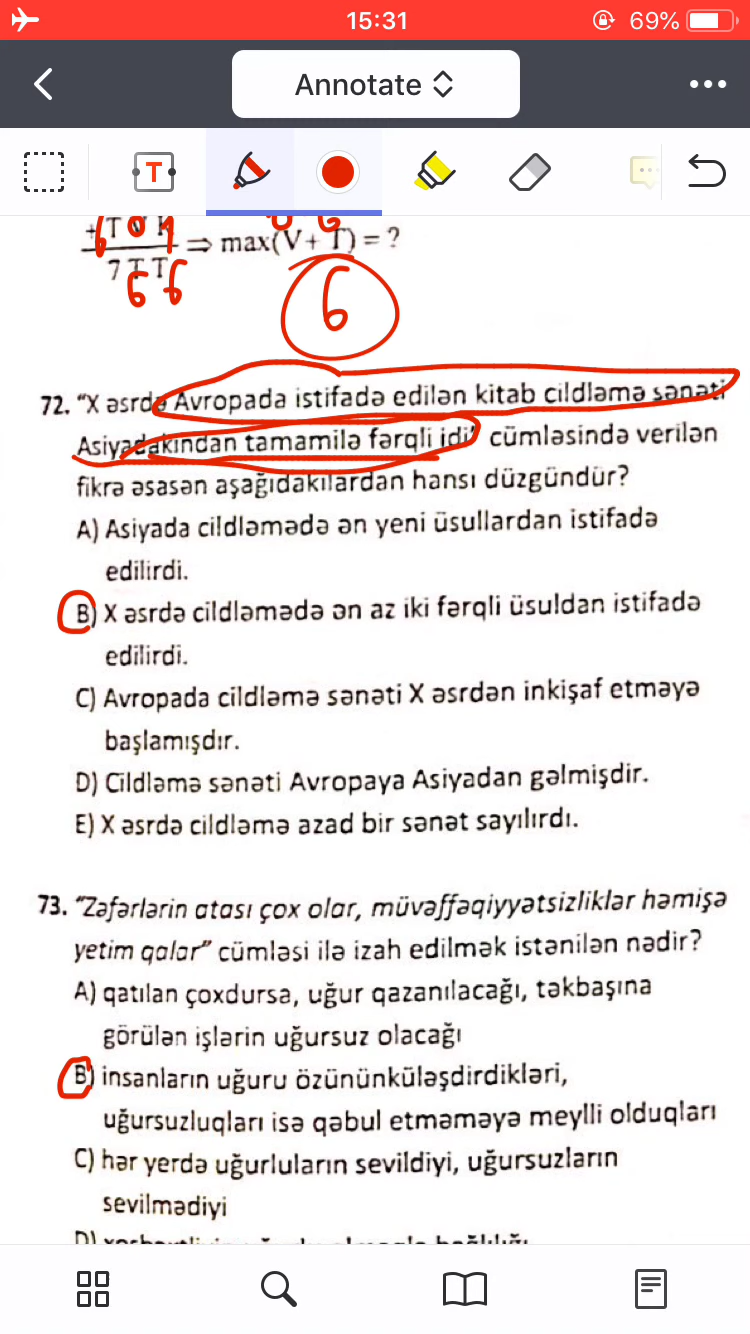 15:31
69%
Annotate
T
⇒ max(V+ T) = ?
7 T T
6 6
6
72. “X əsrdə Avropada istifadə edilən kitab cildləmə sənəti
Asiyadakından tamamilə fərqli idi” cümləsində verilən
fikrə əsasən aşağıdakılardan hansı düzgündür?
A) Asiyada cildləmədə ən yeni üsullardan istifadə
edilirdi.
B) X əsrdə cildləmədə ən az iki fərqli üsuldan istifadə
edilirdi.
C) Avropada cildləmə sənəti X əsrdən inkişaf etməyə
başlamışdır.
D) Cildləmə sənəti Avropaya Asiyadan gəlmişdir.
E) X əsrdə cildləmə azad bir sənət sayılırdı.
73. “Zəfərlərin atası çox olar, müvəffəqiyyətsizliklər həmişə
yetim qalar” cümləsi ilə izah edilmək istənilən nədir?
A) qatılan çoxdursa, uğur qazanılacağı, təkbaşına
görülən işlərin uğursuz olacağı
B) insanların uğuru özününküləşdirdikləri,
uğursuzluqları isə qəbul etməməyə meylli olduqları
C) hər yerdə uğurluların sevildiyi, uğursuzların
sevilmədiyi